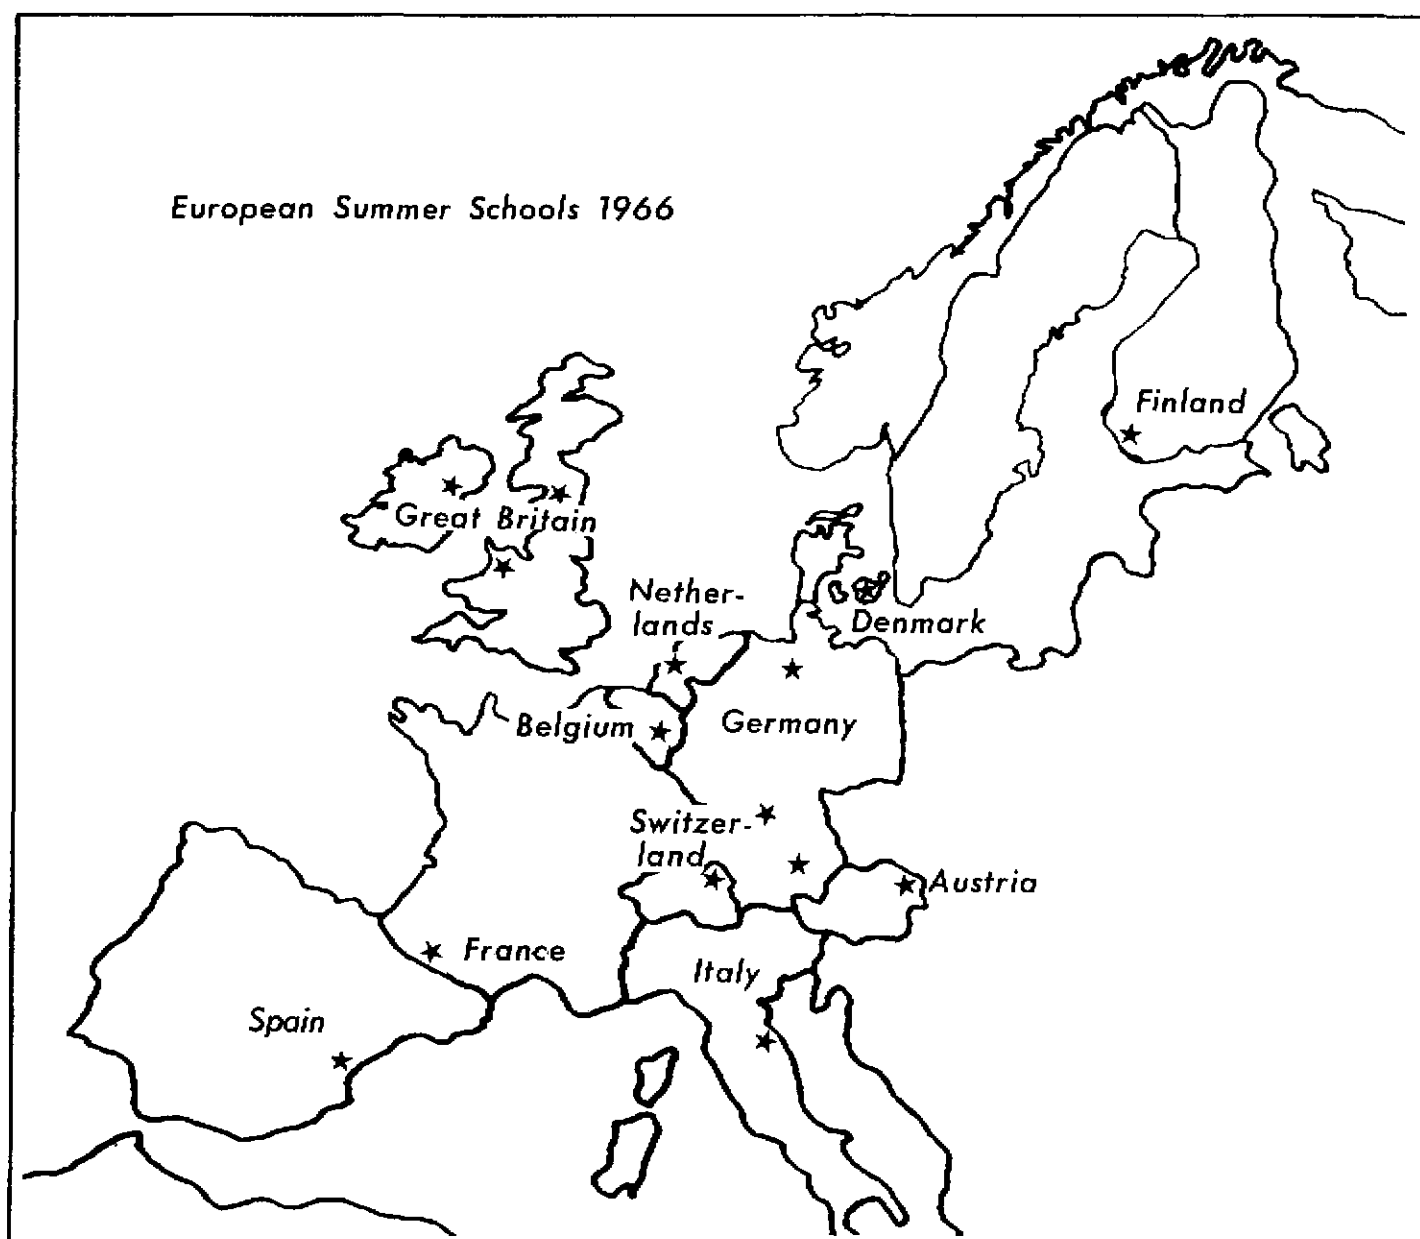 European Summer Schools 1966
Finland
Great Britain
Nether-
lands
Denmark
Belgium
Germany
Switzer-
land
Austria
France
Italy
Spain